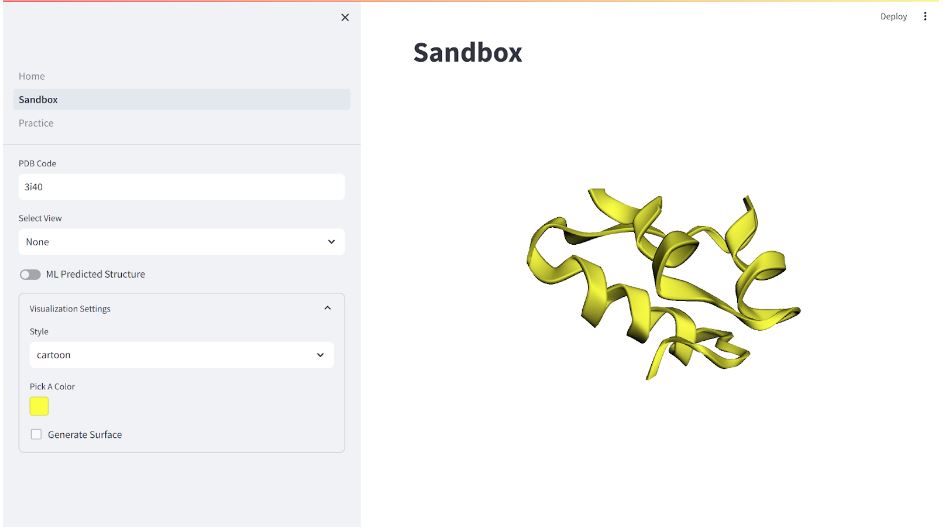 Deploy
Home
Sandbox
Practice
PDB Code
3i40
Select View
None
ML Predicted Structure
Visualization Settings
Style
cartoon
Pick A Color
Generate Surface
Sandbox